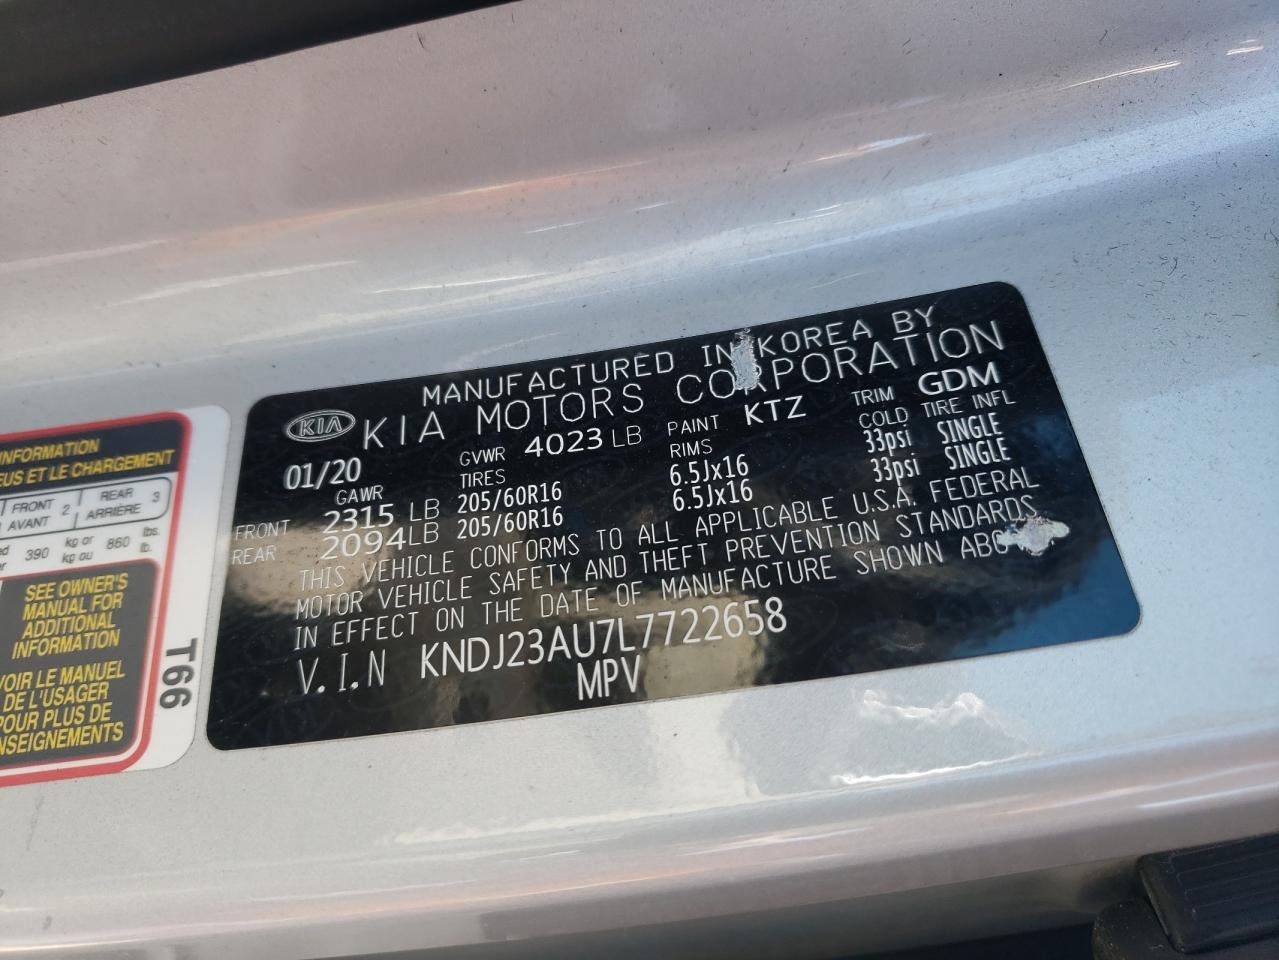 INFORMATION
EUS ET LE CHARGEMENT
FRONT AVANT 2 REAR ARRIÈRE 3
390 kg or kg ou 860 lbs. lb.
SEE OWNER'S
MANUAL FOR
ADDITIONAL
INFORMATION
VOIR LE MANUEL
DE L'USAGER
POUR PLUS DE
NSEIGNEMENTS
T66
MANUFACTURED IN KOREA BY
KIA KIA MOTORS CORPORATION
01/20 GVWR 4023 LB PAINT KTZ TRIM GDM
GAWR TIRES RIMS COLD TIRE INFL
FRONT 2315 LB 205/60R16 6.5Jx16 33psi SINGLE
REAR 2094LB 205/60R16 6.5Jx16 33psi SINGLE
THIS VEHICLE CONFORMS TO ALL APPLICABLE U.S.A. FEDERAL
MOTOR VEHICLE SAFETY AND THEFT PREVENTION STANDARDS
IN EFFECT ON THE DATE OF MANUFACTURE SHOWN ABO
V.I.N KNDJ23AU7L7722658
MPV